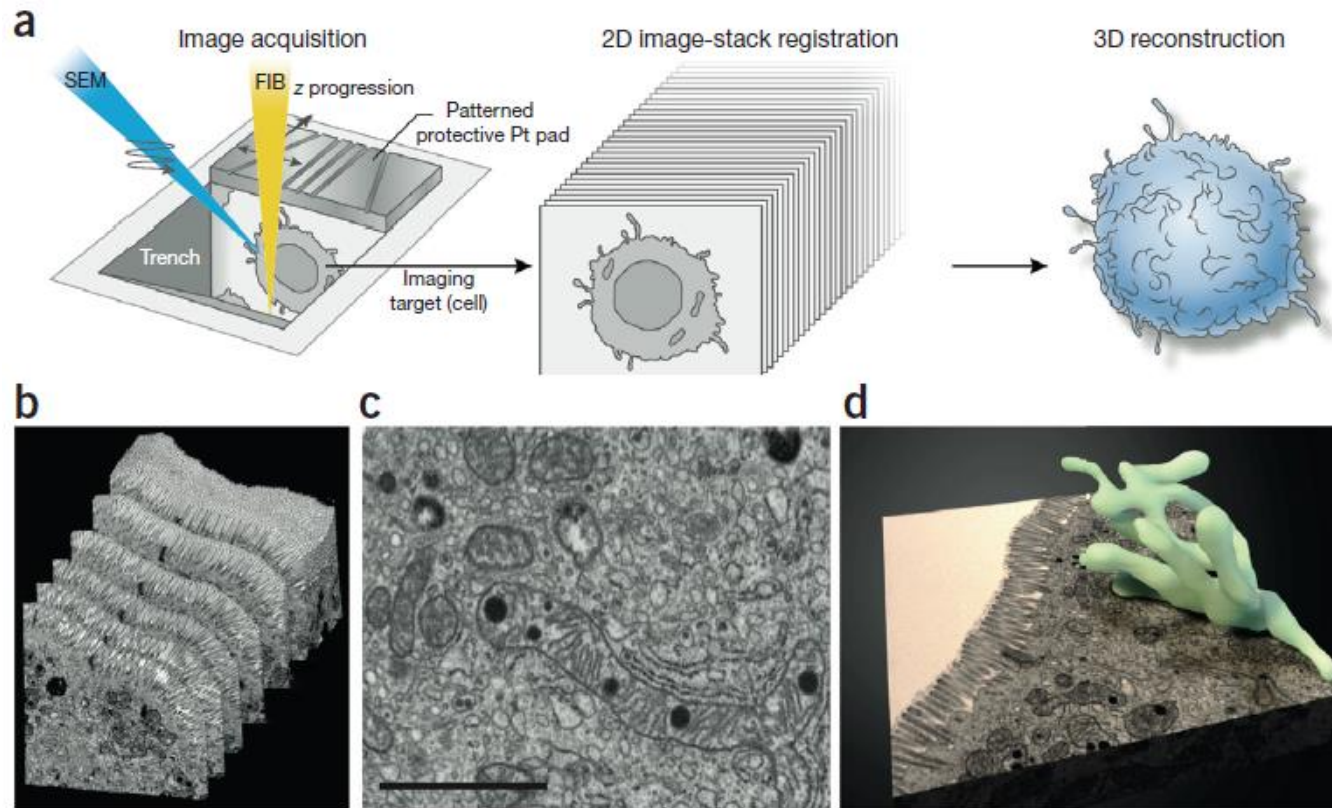 a
Image acquisition
2D image-stack registration
3D reconstruction
SEM
FIB
z progression
Patterned
protective Pt pad
Trench
Imaging
target (cell)
b
c
d